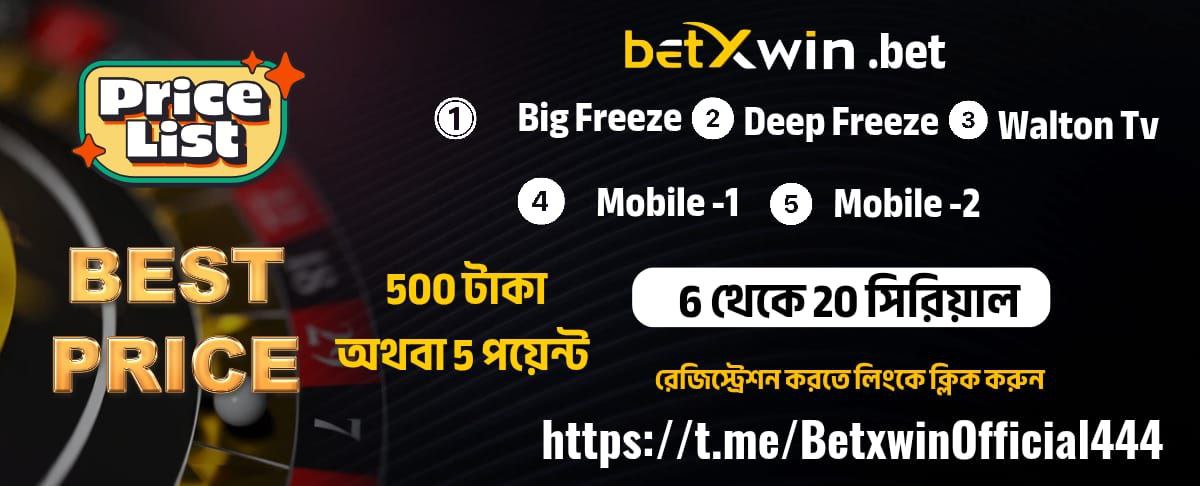 betXwin .bet
Price
List
1 Big Freeze 2 Deep Freeze 3 Walton Tv
4 Mobile -1 5 Mobile -2
BEST
PRICE
500 টাকা
অথবা 5 পয়েন্ট
6 থেকে 20 সিরিয়াল
রেজিস্ট্রেশন করতে লিংকে ক্লিক করুন
https://t.me/BetxwinOfficial444
7